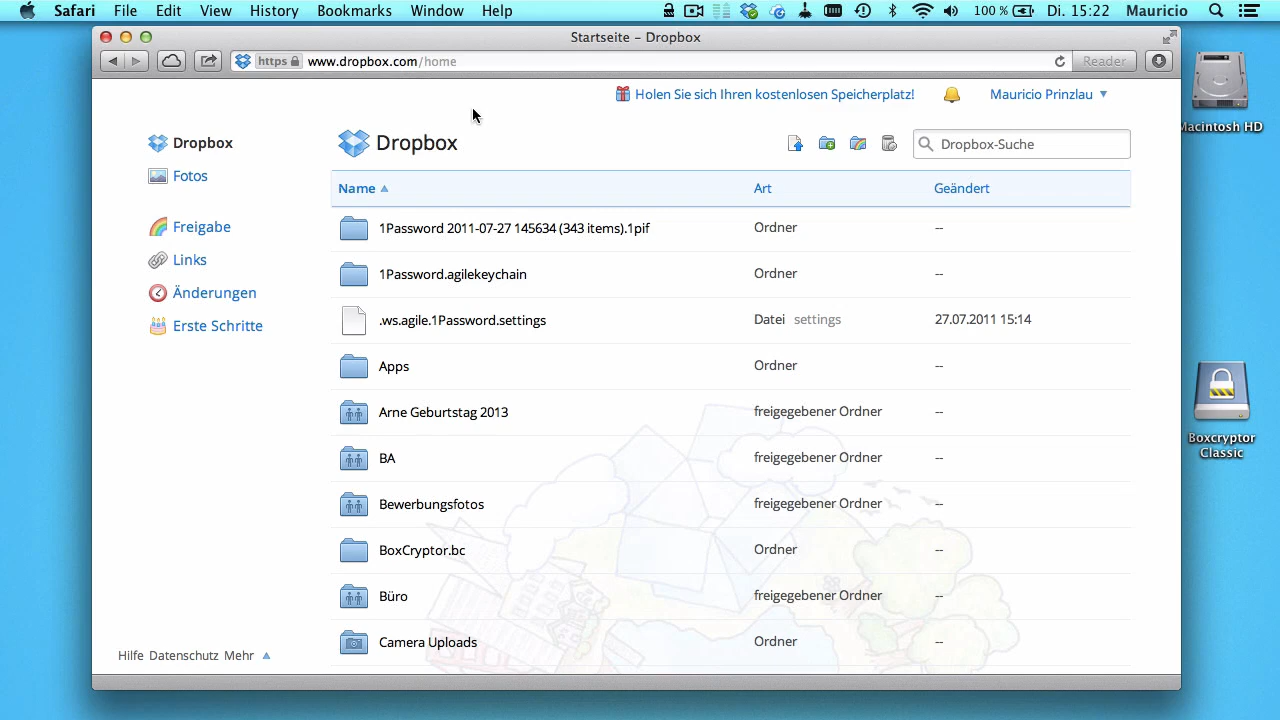 Safari File Edit View History Bookmarks Window Help 100 % Di. 15:22 Mauricio
Startseite – Dropbox
https www.dropbox.com/home Reader
Holen Sie sich Ihren kostenlosen Speicherplatz! Mauricio Prinzlau
Macintosh HD
Dropbox
Fotos
Freigabe
Links
Änderungen
Erste Schritte
Dropbox Dropbox-Suche
Name Art Geändert
1Password 2011-07-27 145634 (343 items).1pif Ordner --
1Password.agilekeychain Ordner --
.ws.agile.1Password.settings Datei settings 27.07.2011 15:14
Apps Ordner --
Arne Geburtstag 2013 freigegebener Ordner --
BA freigegebener Ordner --
Bewerbungsfotos freigegebener Ordner --
BoxCryptor.bc Ordner --
Büro freigegebener Ordner --
Camera Uploads Ordner --
Boxcryptor
Classic
Hilfe Datenschutz Mehr